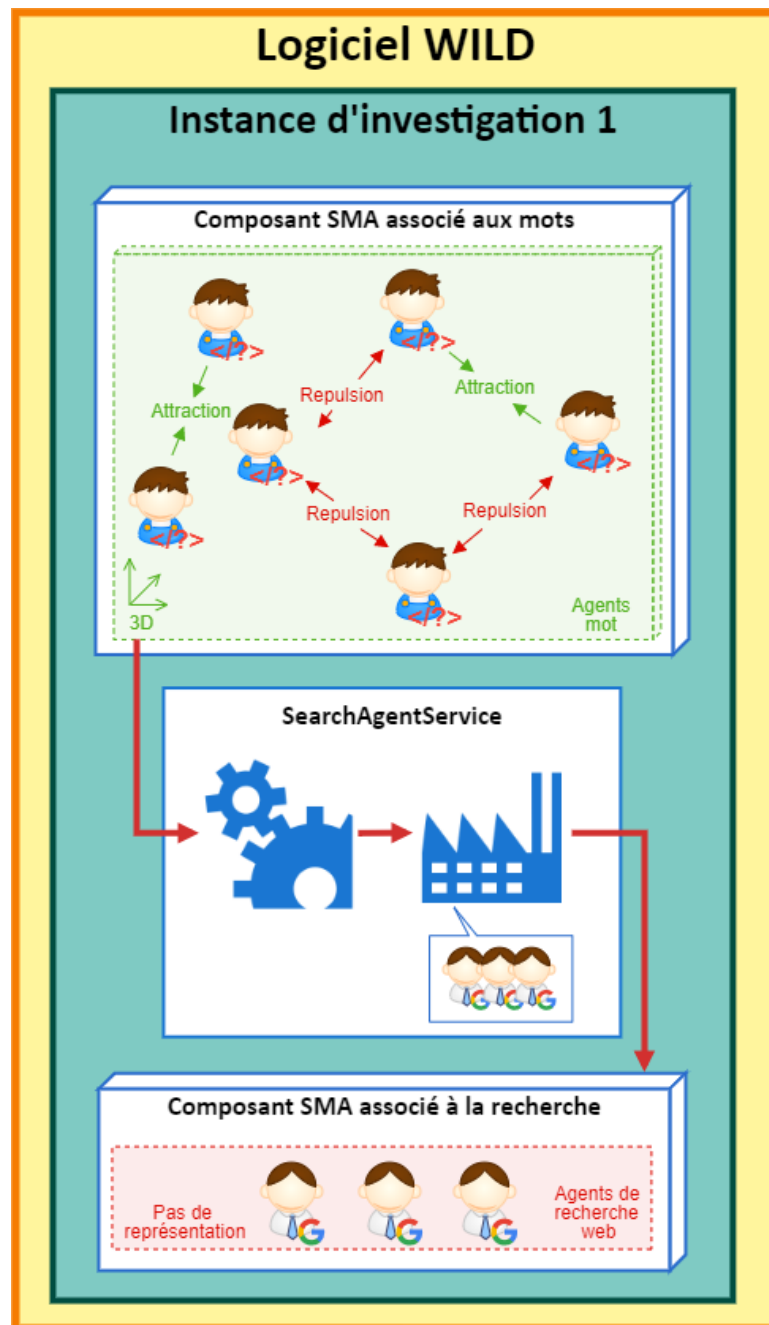 Logiciel WILD
Instance d'investigation 1
Composant SMA associé aux mots
</?>
</?>
Repulsion
Attraction
Attraction
</?>
</?>
</?>
Repulsion
Repulsion
</?>
3D
Agents
mot
SearchAgentService
G G G
Composant SMA associé à la recherche
Pas de
représentation
G G G
Agents de
recherche
web